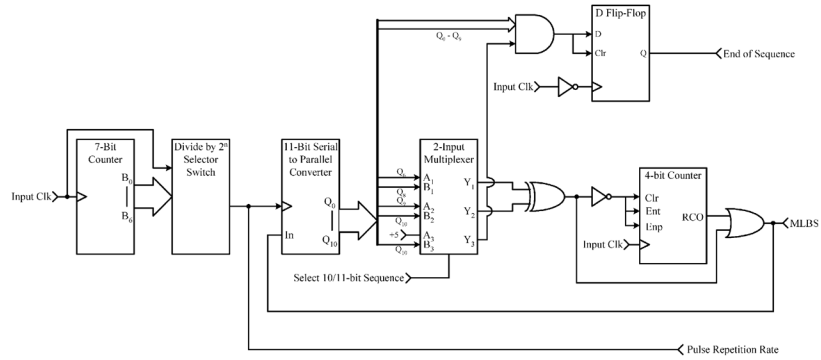 D Flip-Flop
D
Clr
Q
Q₀ - Q₉
End of Sequence
Input Clk
7-Bit
Counter
B₀
B₆
Divide by 2ⁿ
Selector
Switch
11-Bit Serial
to Parallel
Converter
Q₀
Q₁₀
In
2-Input
Multiplexer
A₁
B₁
A₂
B₂
+5
A₃
B₃
Q₁₀
Q₁₀
Y₁
Y₂
Y₃
4-bit Counter
Clr
Ent
Enp
RCO
Input Clk
MLBS
Input Clk
Select 10/11-bit Sequence
Pulse Repetition Rate